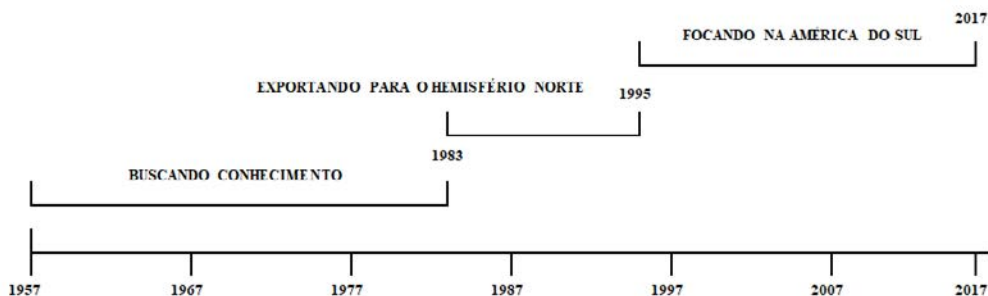 2017
FOCANDO NA AMÉRICA DO SUL
EXPORTANDO PARA O HEMISFÉRIO NORTE
1995
1983
BUSCANDO CONHECIMENTO
1957 1967 1977 1987 1997 2007 2017